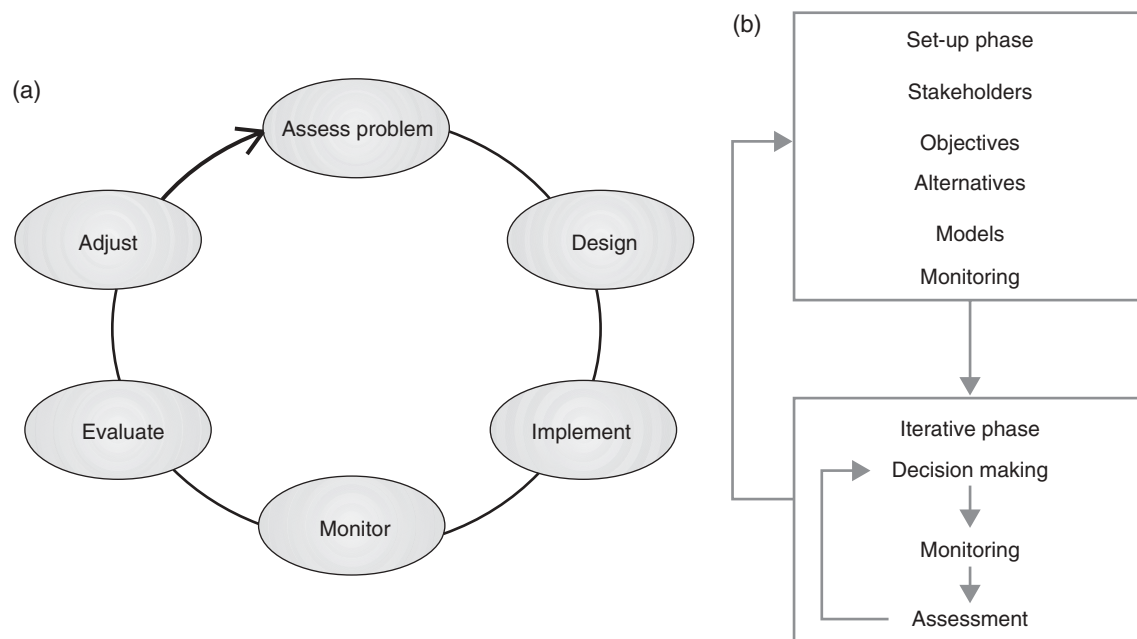 (a)
Assess problem
Design
Implement
Monitor
Evaluate
Adjust
(b)
Set-up phase
Stakeholders
Objectives
Alternatives
Models
Monitoring
Iterative phase
Decision making
Monitoring
Assessment